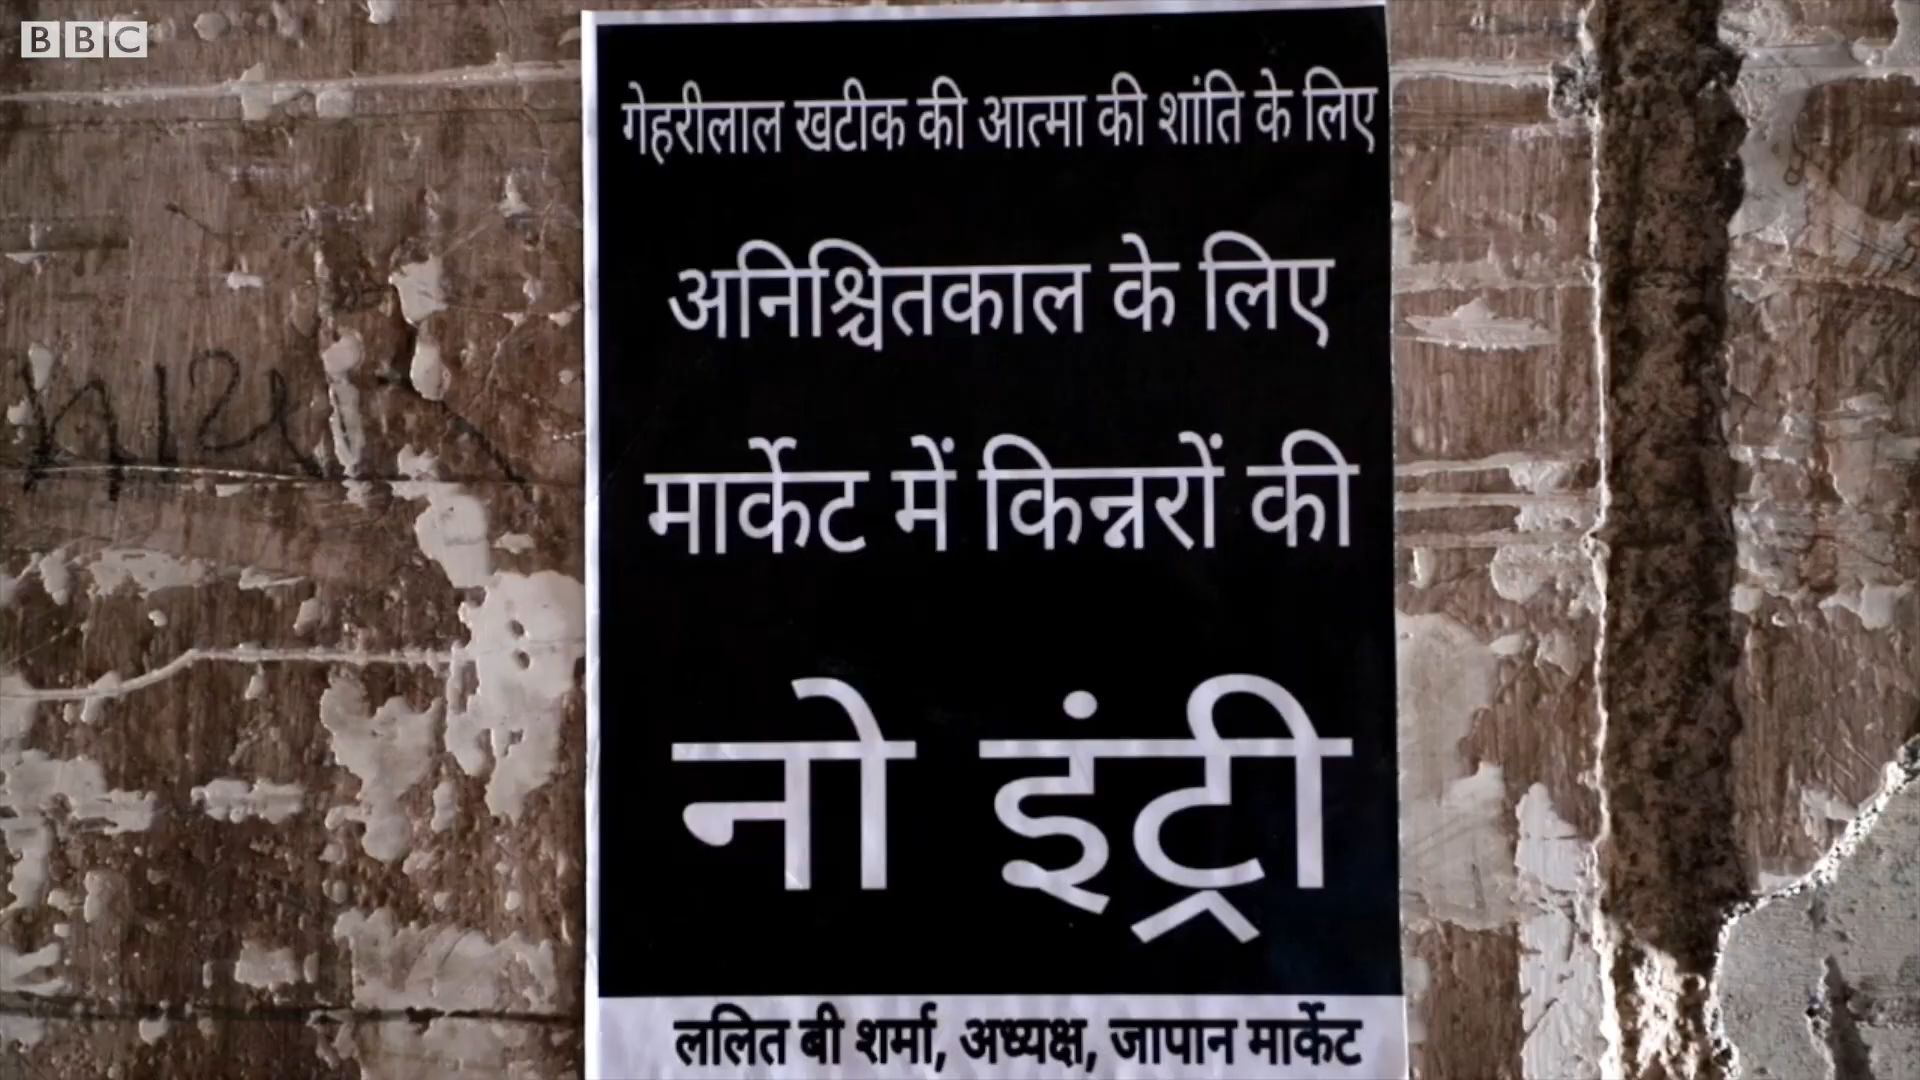 BBC
गेहरीलाल खटीक की आत्मा की शांति के लिए
अनिश्चितकाल के लिए
मार्केट में किन्नरों की
नो इंट्री
ललित बी शर्मा, अध्यक्ष, जापान मार्केट